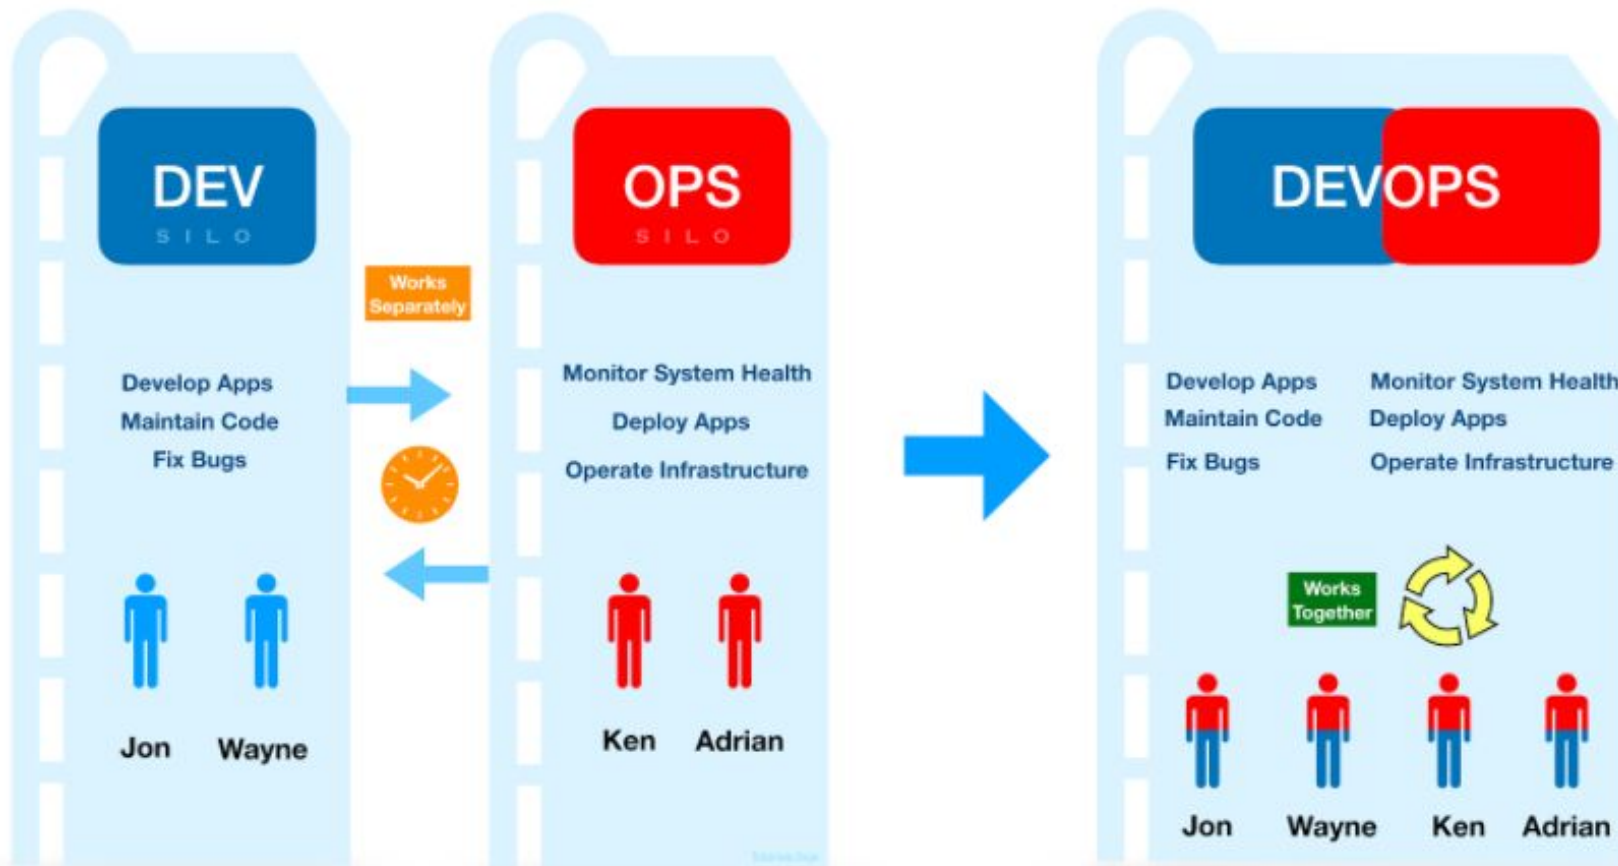 DEV
SILO
Develop Apps
Maintain Code
Fix Bugs
Jon
Wayne
Works
Separately
OPS
SILO
Monitor System Health
Deploy Apps
Operate Infrastructure
Ken
Adrian
DEVOPS
Develop Apps
Maintain Code
Fix Bugs
Monitor System Health
Deploy Apps
Operate Infrastructure
Works
Together
Jon
Wayne
Ken
Adrian